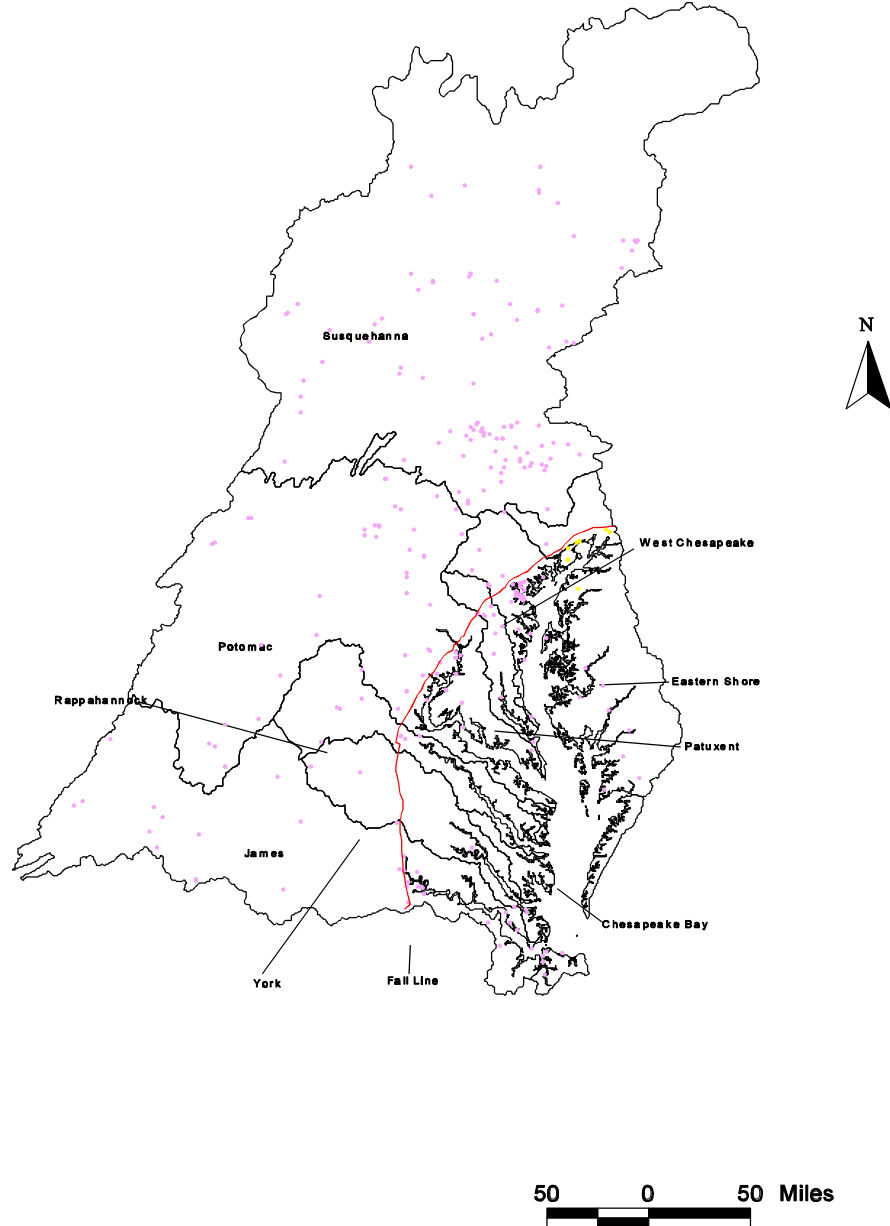 N
Susquehanna
West Chesapeake
Potomac
Eastern Shore
Rappahannock
Patuxent
James
Chesapeake Bay
York
Fall Line
50 0 50 Miles